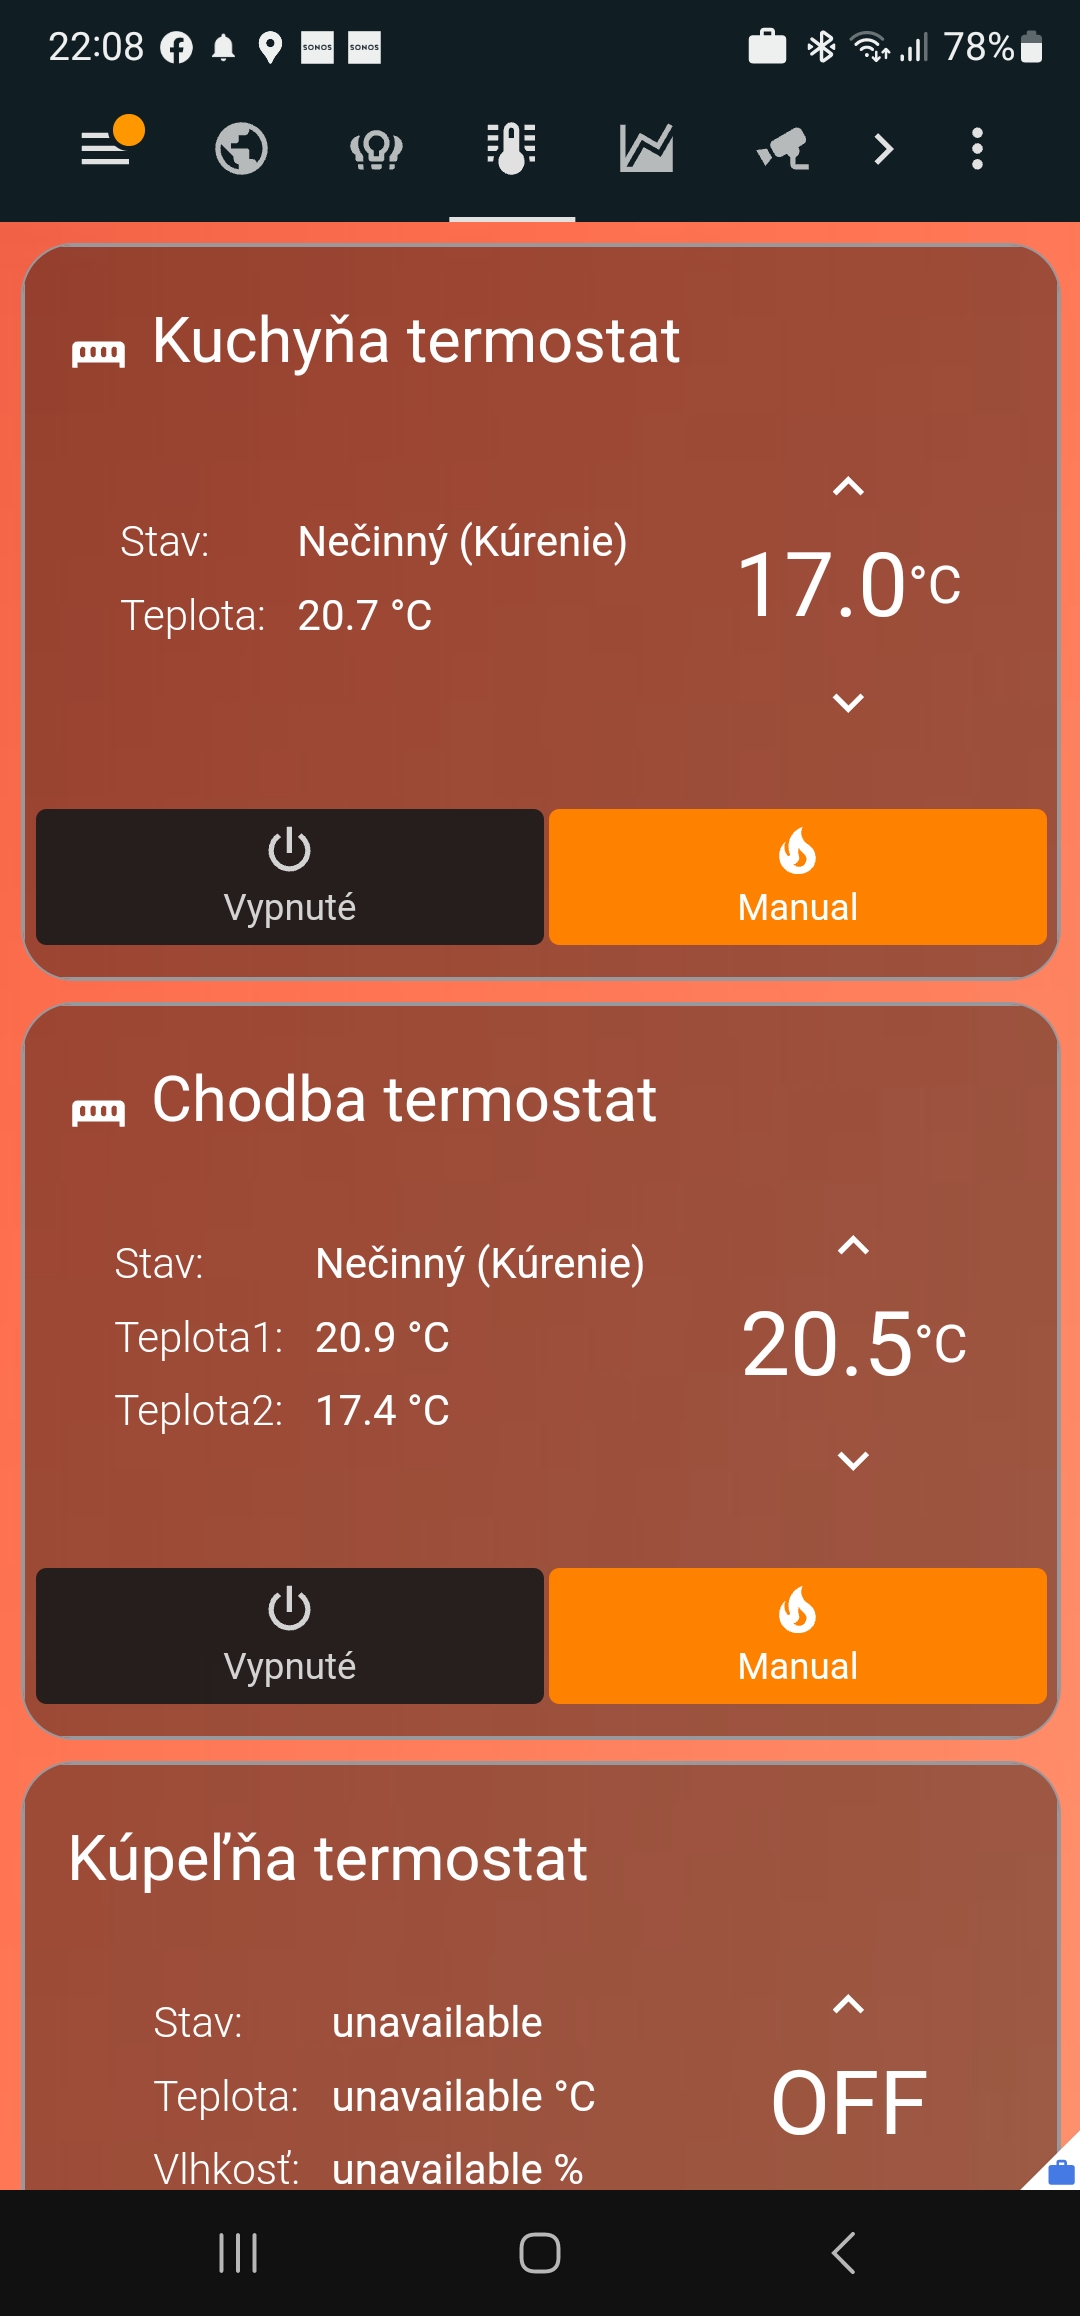 22:08 SONOS SONOS 78%
Kuchyňa termostat
Stav: Nečinný (Kúrenie)
Teplota: 20.7 °C
17.0°C
Vypnuté Manual
Chodba termostat
Stav: Nečinný (Kúrenie)
Teplota1: 20.9 °C
Teplota2: 17.4 °C
20.5°C
Vypnuté Manual
Kúpeľňa termostat
Stav: unavailable
Teplota: unavailable °C
Vlhkosť: unavailable %
OFF